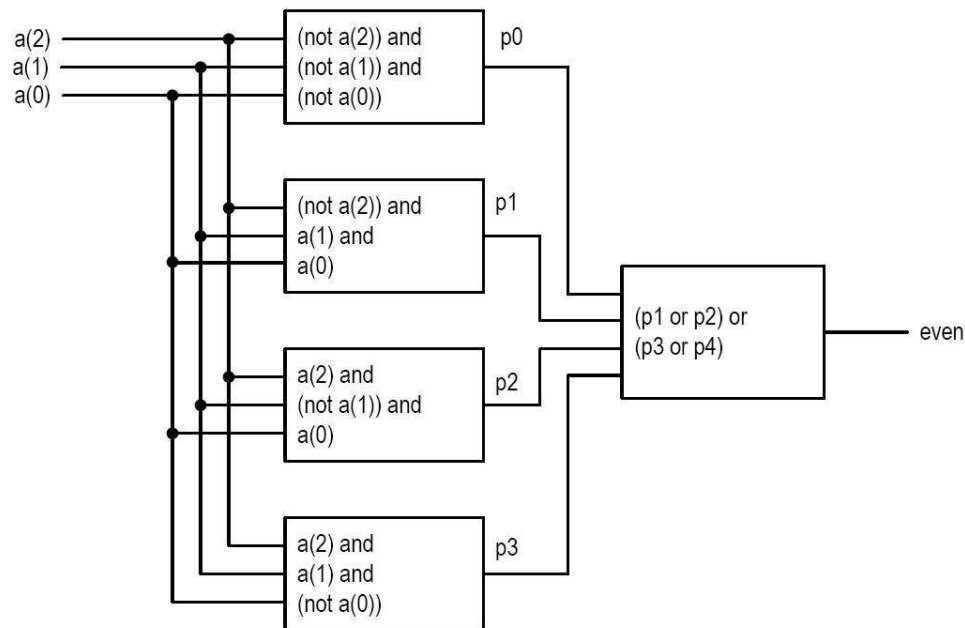 a(2)
a(1)
a(0)
(not a(2)) and
(not a(1)) and
(not a(0))
p0
(not a(2)) and
a(1) and
a(0)
p1
(p1 or p2) or
(p3 or p4)
even
a(2) and
(not a(1)) and
a(0)
p2
a(2) and
a(1) and
(not a(0))
p3